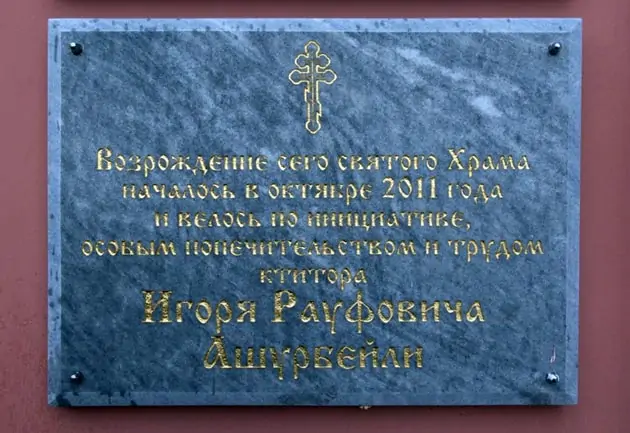 Возрождение сего святого Храма
началось в октябре 2011 года
и велось по инициативе,
особым попечительством и трудом
ктитора
Игоря Рауфовича
Ашурбейли